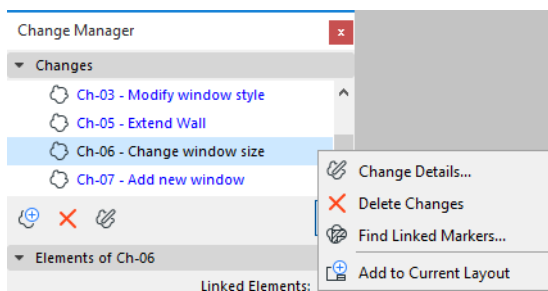 Change Manager
x
Changes
Ch-03 - Modify window style
Ch-05 - Extend Wall
Ch-06 - Change window size
Ch-07 - Add new window
Change Details...
Delete Changes
Find Linked Markers...
Add to Current Layout
Elements of Ch-06
Linked Elements: